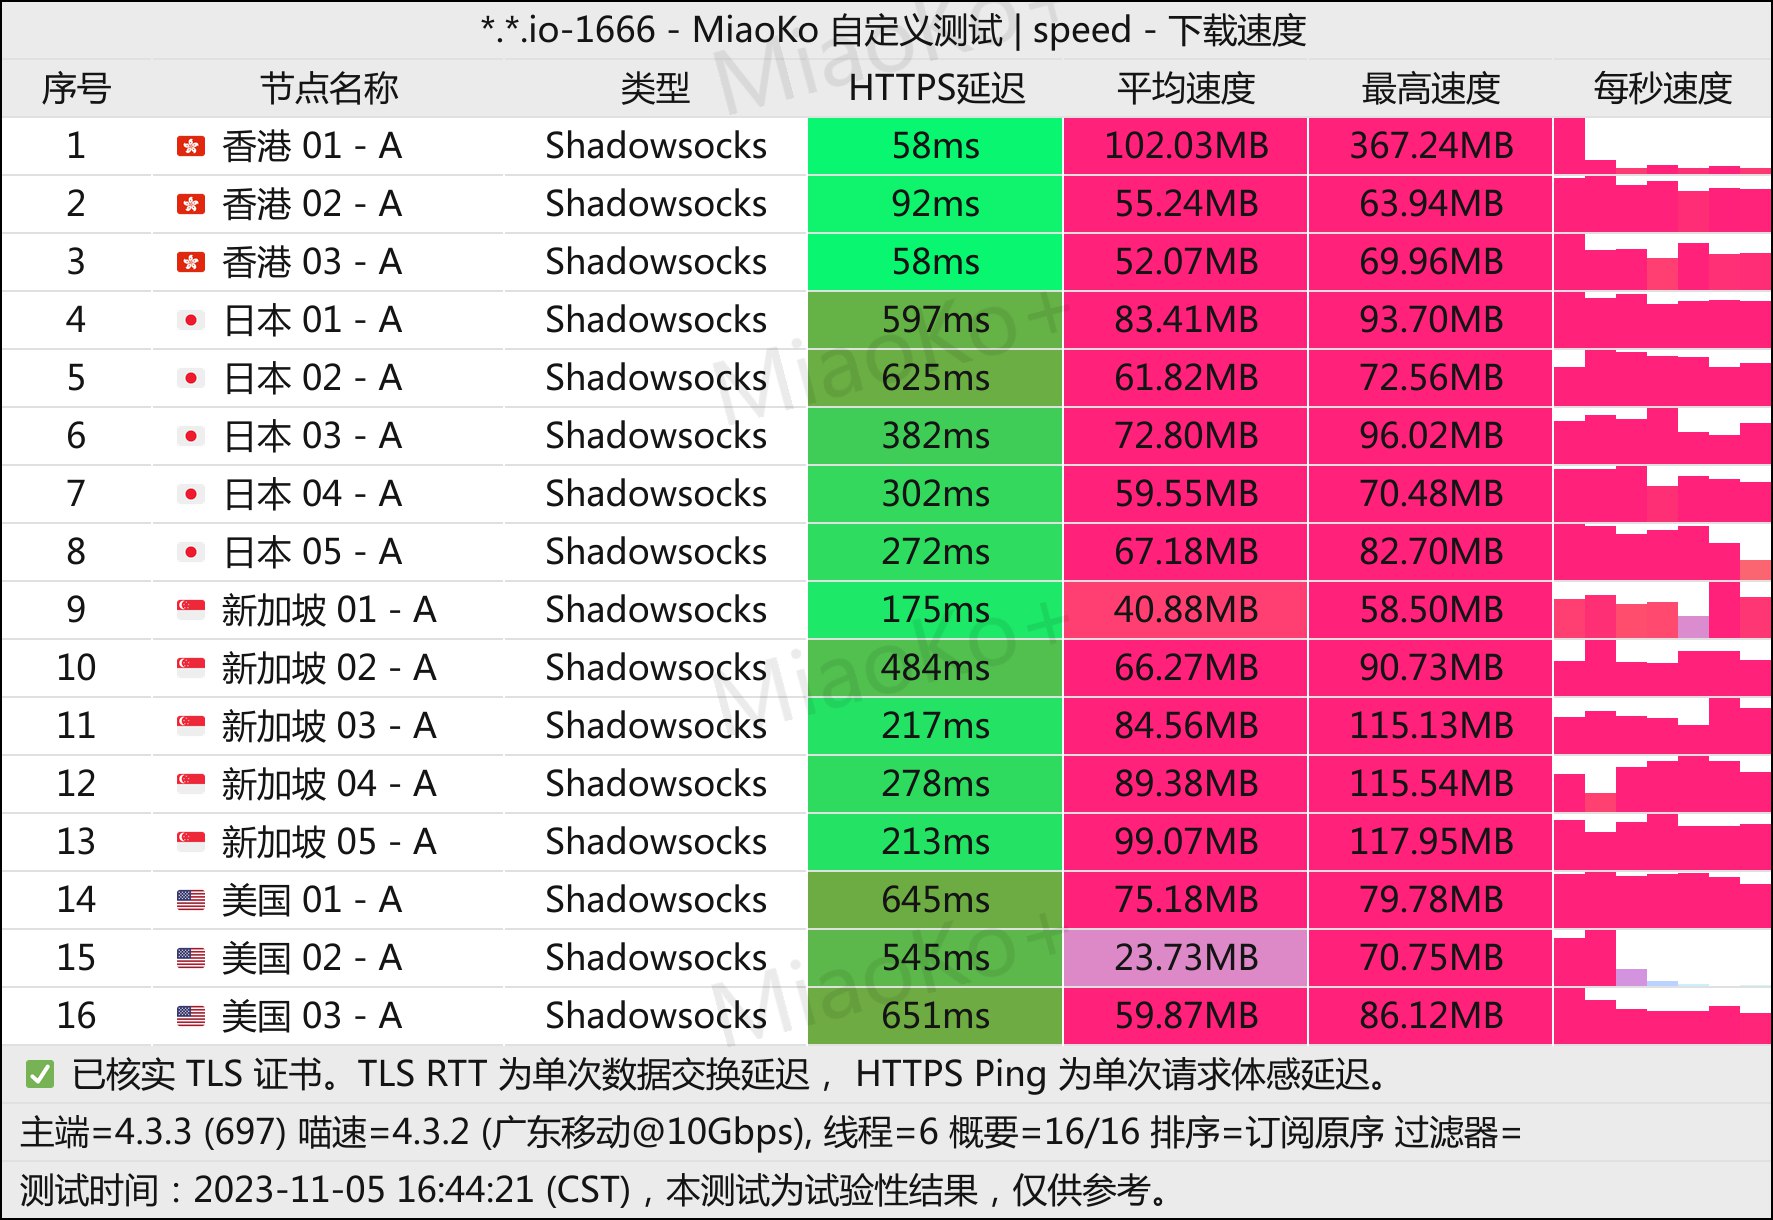 *.*.io-1666 - MiaoKo 自定义测试 | speed - 下载速度
序号 节点名称 类型 HTTPS延迟 平均速度 最高速度 每秒速度
1 香港 01 - A Shadowsocks 58ms 102.03MB 367.24MB
2 香港 02 - A Shadowsocks 92ms 55.24MB 63.94MB
3 香港 03 - A Shadowsocks 58ms 52.07MB 69.96MB
4 日本 01 - A Shadowsocks 597ms 83.41MB 93.70MB
5 日本 02 - A Shadowsocks 625ms 61.82MB 72.56MB
6 日本 03 - A Shadowsocks 382ms 72.80MB 96.02MB
7 日本 04 - A Shadowsocks 302ms 59.55MB 70.48MB
8 日本 05 - A Shadowsocks 272ms 67.18MB 82.70MB
9 新加坡 01 - A Shadowsocks 175ms 40.88MB 58.50MB
10 新加坡 02 - A Shadowsocks 484ms 66.27MB 90.73MB
11 新加坡 03 - A Shadowsocks 217ms 84.56MB 115.13MB
12 新加坡 04 - A Shadowsocks 278ms 89.38MB 115.54MB
13 新加坡 05 - A Shadowsocks 213ms 99.07MB 117.95MB
14 美国 01 - A Shadowsocks 645ms 75.18MB 79.78MB
15 美国 02 - A Shadowsocks 545ms 23.73MB 70.75MB
16 美国 03 - A Shadowsocks 651ms 59.87MB 86.12MB
✅ 已核实 TLS 证书。TLS RTT 为单次数据交换延迟， HTTPS Ping 为单次请求体感延迟。
主端=4.3.3 (697) 喵速=4.3.2 (广东移动@10Gbps), 线程=6 概要=16/16 排序=订阅原序 过滤器=
测试时间：2023-11-05 16:44:21 (CST)，本测试为试验性结果，仅供参考。
MiaoKo+
MiaoKo+
MiaoKo+
MiaoKo+